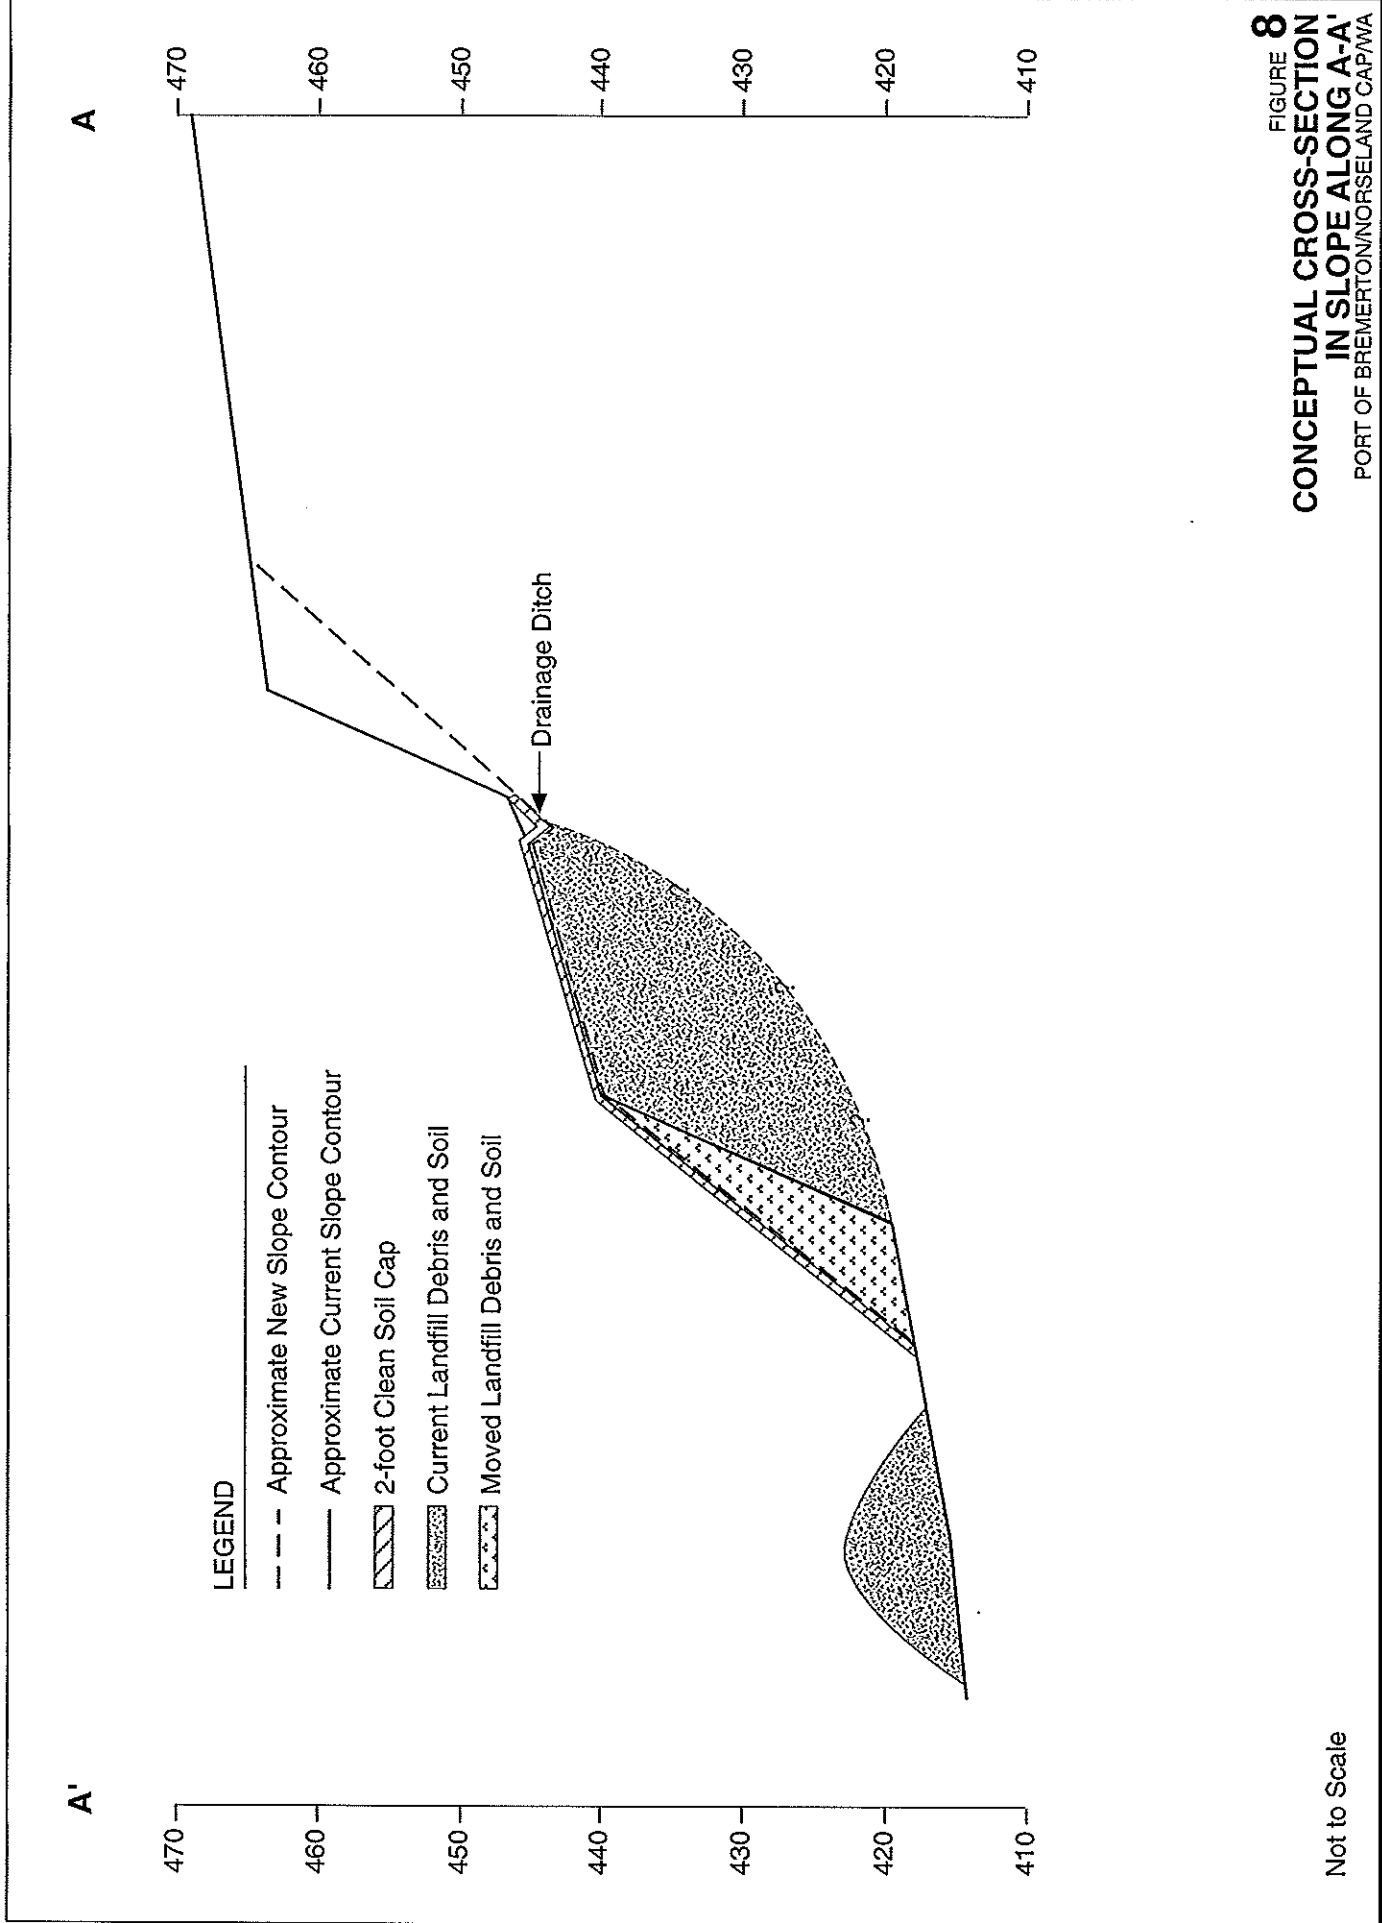 A'
A
470
460
450
440
430
420
410
470
460
450
440
430
420
410
LEGEND
Approximate New Slope Contour
Approximate Current Slope Contour
2-foot Clean Soil Cap
Current Landfill Debris and Soil
Moved Landfill Debris and Soil
Drainage Ditch
?
?
?
Not to Scale
FIGURE 8
CONCEPTUAL CROSS-SECTION
IN SLOPE ALONG A-A'
PORT OF BREMERTON/NORSELAND CAP/WA